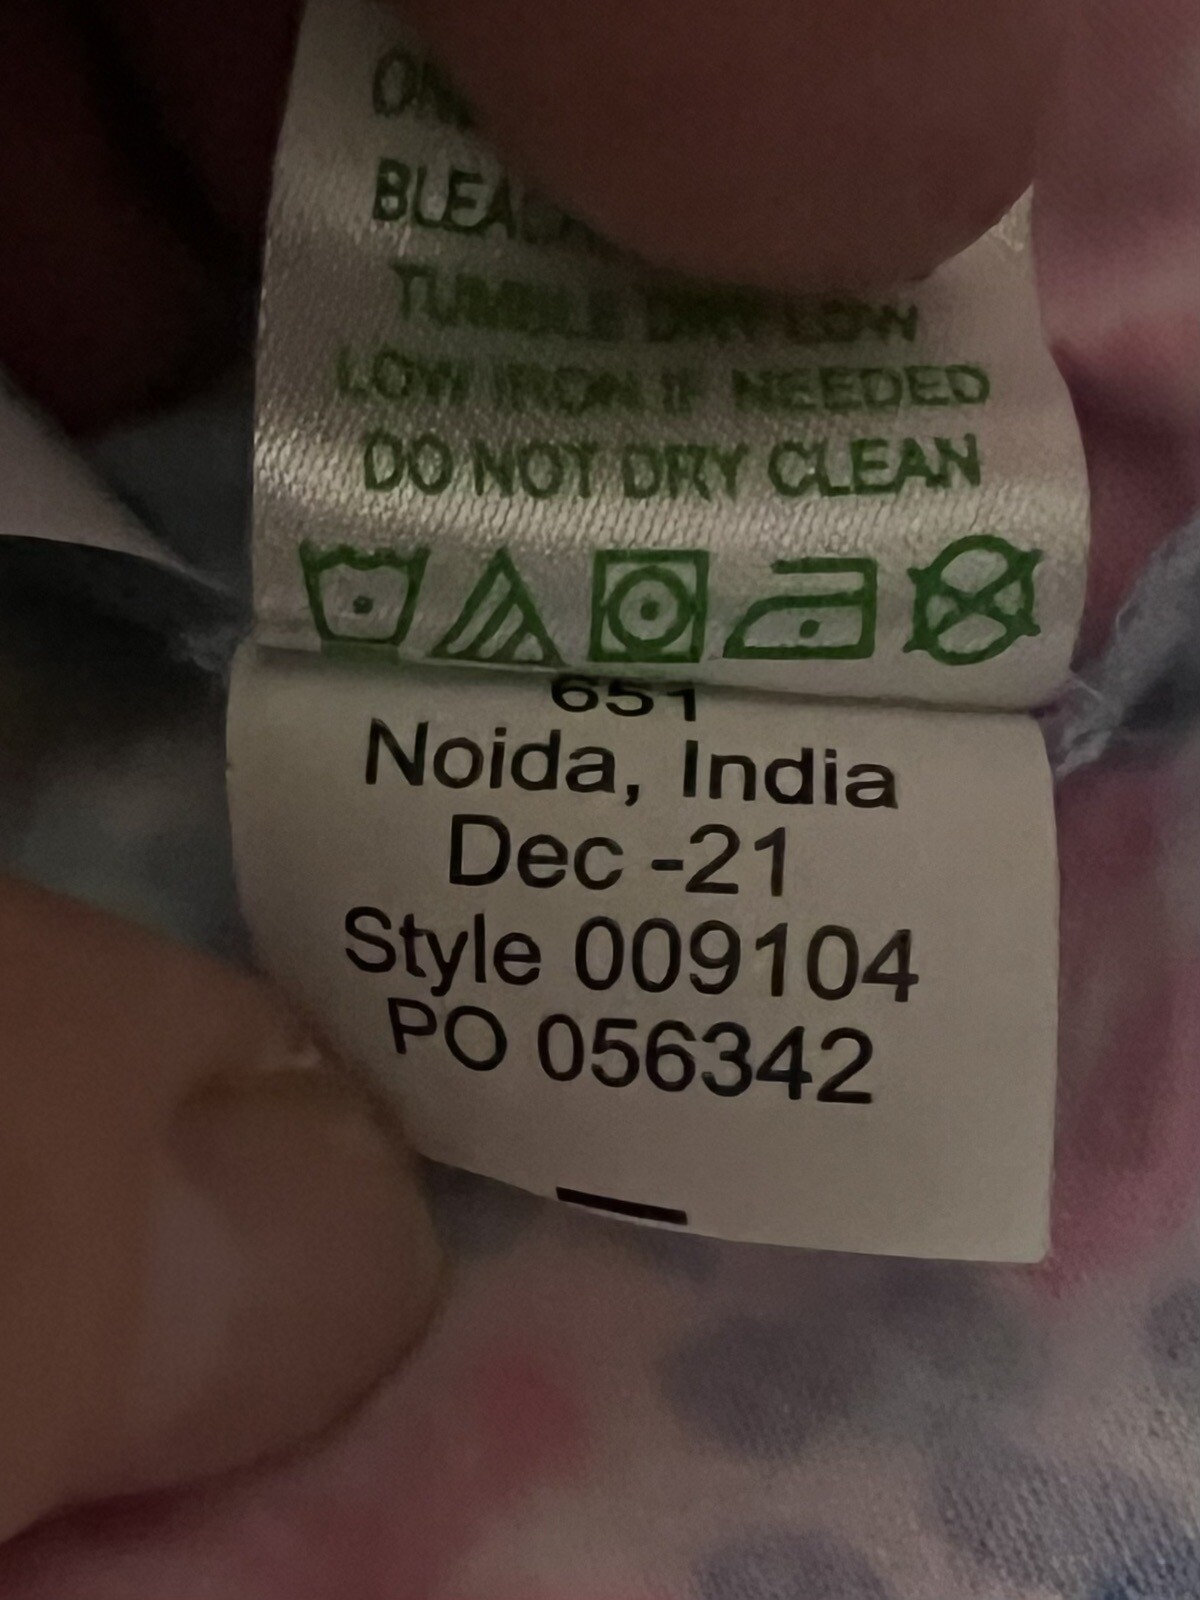 TUMBLE DRY LOW
LOW IRON IF NEEDED
DO NOT DRY CLEAN
651
Noida, India
Dec -21
Style 009104
PO 056342